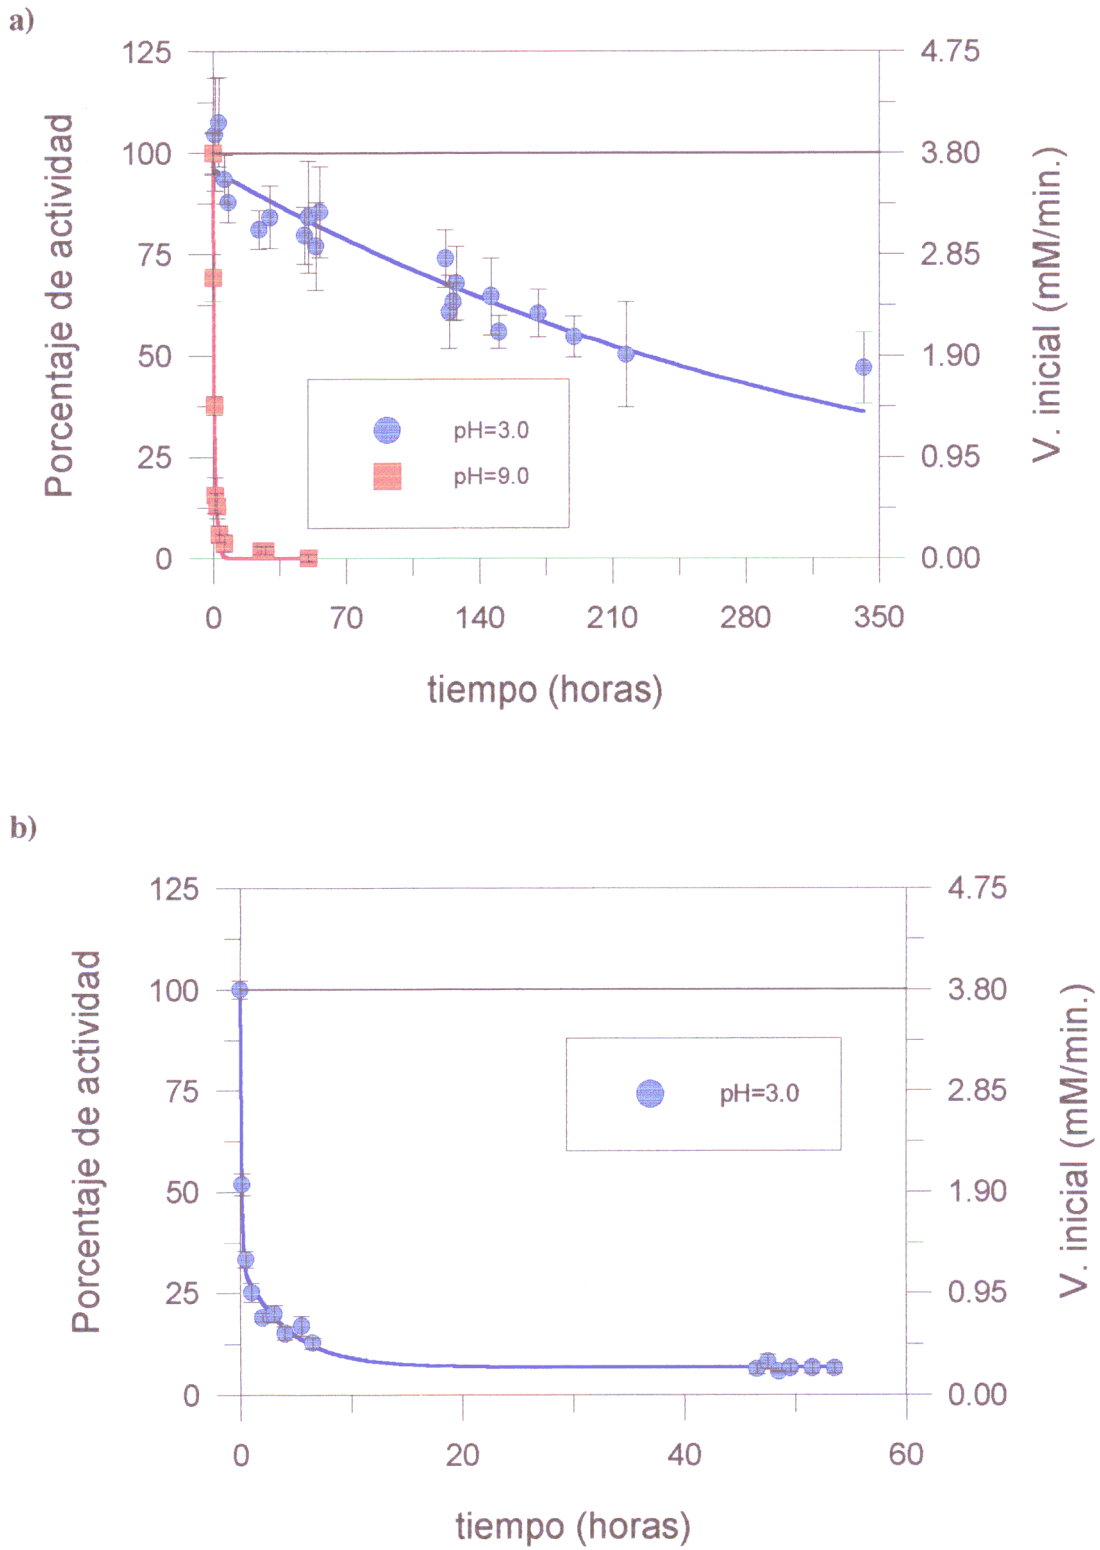 a)
125
100
75
50
25
0
Porcentaje de actividad
4.75
3.80
2.85
1.90
0.95
0.00
V. inicial (mM/min.)
pH=3.0
pH=9.0
0 70 140 210 280 350
tiempo (horas)
b)
125
100
75
50
25
0
Porcentaje de actividad
4.75
3.80
2.85
1.90
0.95
0.00
V. inicial (mM/min.)
pH=3.0
0 20 40 60
tiempo (horas)